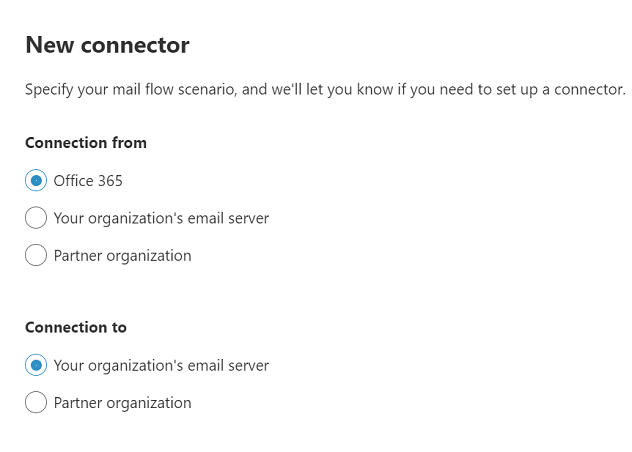 New connector
Specify your mail flow scenario, and we'll let you know if you need to set up a connector.
Connection from
Office 365
Your organization's email server
Partner organization
Connection to
Your organization's email server
Partner organization